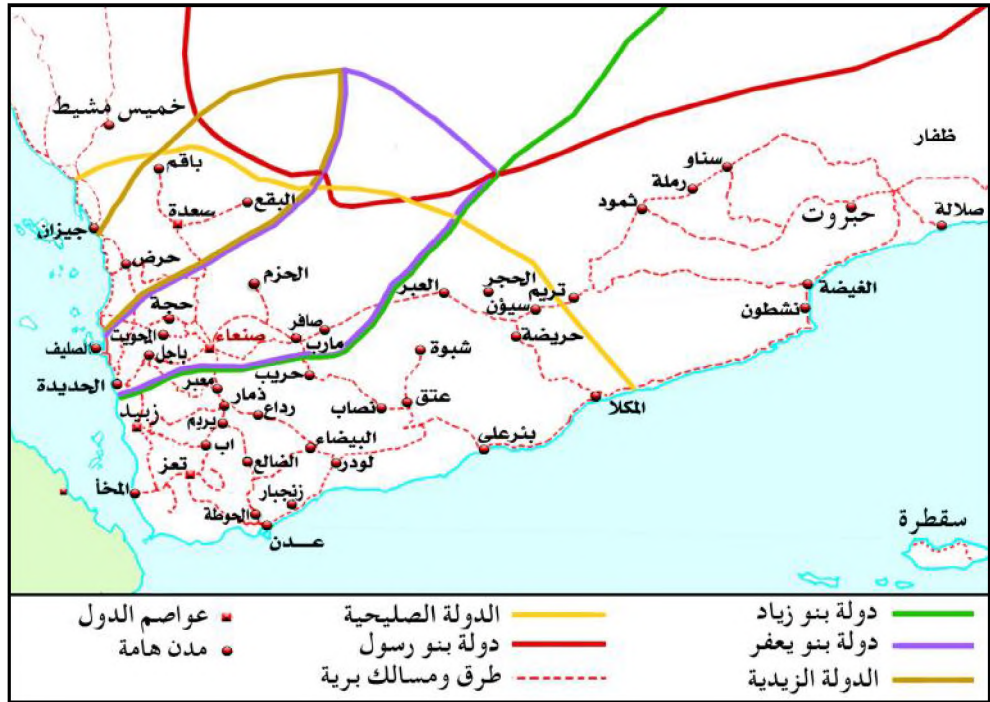 خميس مشيط
ظفار
باقم
سناو
رملة
البقع
ثمود
حبروت
صعدة
صلالة
جيزان
حرض
الحزم
الحجر
الغيضة
العبر
تريم
سيؤن
حجة
نشطون
صافر
المحويت
صنعاء
مارب
حريضة
الصليف
باجل
شبوة
حريب
الحديدة
معبر
ذمار
عتق
المكلا
زبيد
رداع
نصاب
يريم
بنرعلي
اب
البيضاء
تعز
الضالع
لودر
المخأ
زنجبار
الحوطة
عـــدن
سقطرة
دولة بنو زياد
الدولة الصليحية
عواصم الدول
دولة بنو يعفر
دولة بنو رسول
مدن هامة
الدولة الزيدية
طرق ومسالك برية